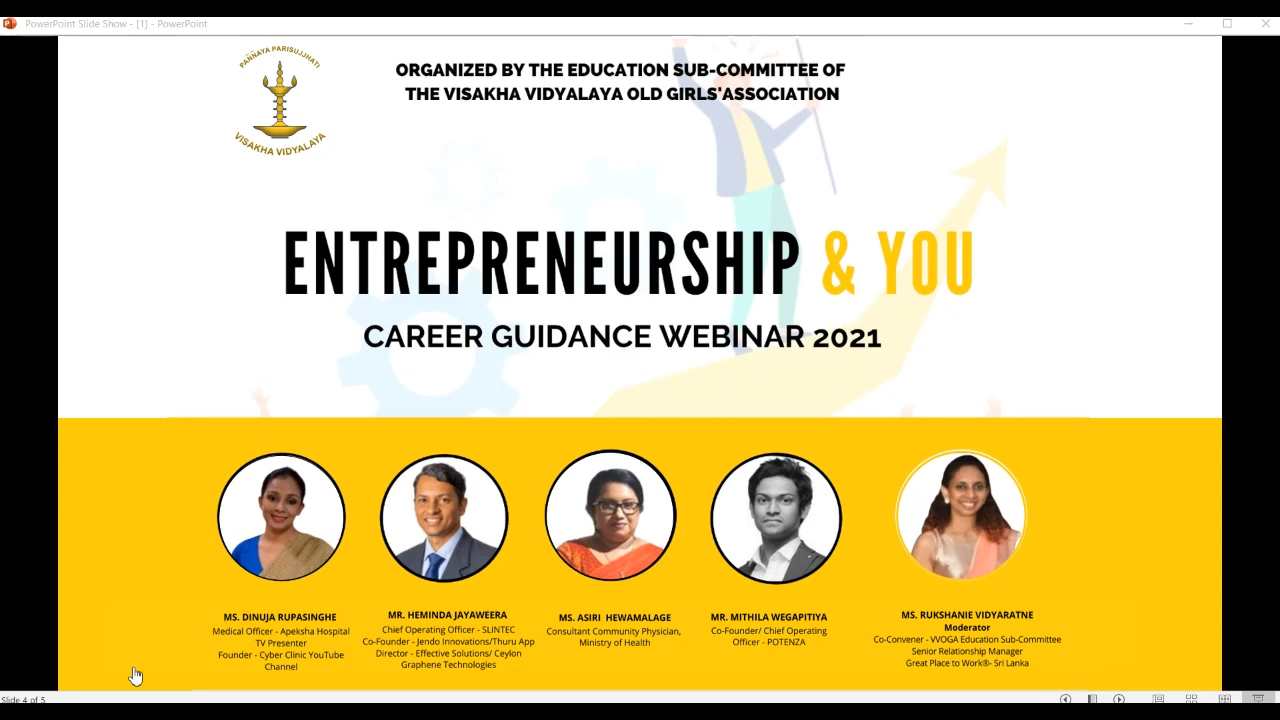 PowerPoint Slide Show - [1] - PowerPoint
PAÑÑAYA PARISUJJHATI
VISAKHA VIDYALAYA
ORGANIZED BY THE EDUCATION SUB-COMMITTEE OF
THE VISAKHA VIDYALAYA OLD GIRLS'ASSOCIATION
ENTREPRENEURSHIP & YOU
CAREER GUIDANCE WEBINAR 2021
MS. DINUJA RUPASINGHE
Medical Officer - Apeksha Hospital
TV Presenter
Founder - Cyber Clinic YouTube
Channel
MR. HEMINDA JAYAWEERA
Chief Operating Officer - SLINTEC
Co-Founder - Jendo Innovations/Thuru App
Director - Effective Solutions/ Ceylon
Graphene Technologies
MS. ASIRI HEWAMALAGE
Consultant Community Physician,
Ministry of Health
MR. MITHILA WEGAPITIYA
Co-Founder/ Chief Operating
Officer - POTENZA
MS. RUKSHANIE VIDYARATNE
Moderator
Co-Convener - VVOGA Education Sub-Committee
Senior Relationship Manager
Great Place to Work®- Sri Lanka
Slide 4 of 5